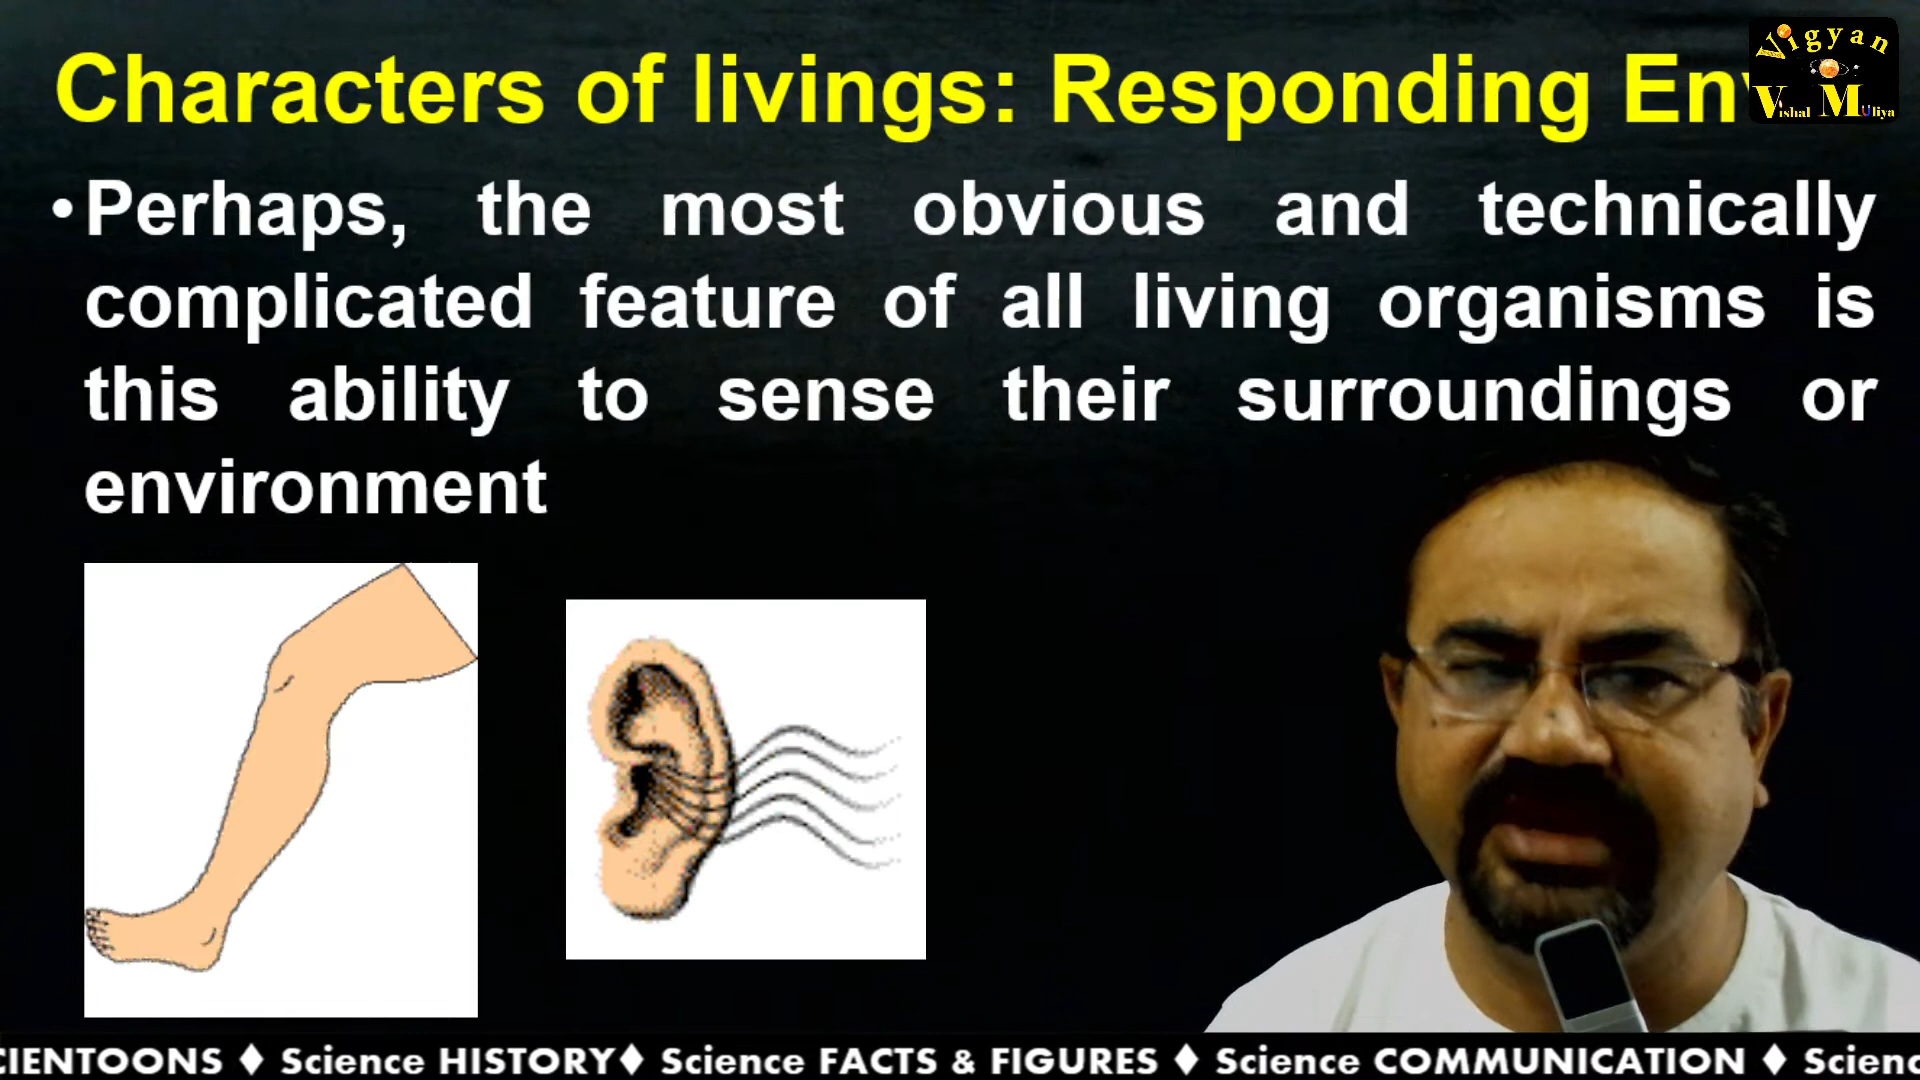 Characters of livings: Responding Env
Vigyan
Vishal Muliya
•Perhaps, the most obvious and technically
complicated feature of all living organisms is
this ability to sense their surroundings or
environment
CIENTOONS ♦ Science HISTORY♦ Science FACTS & FIGURES ♦ Science COMMUNICATION ♦ Scienc